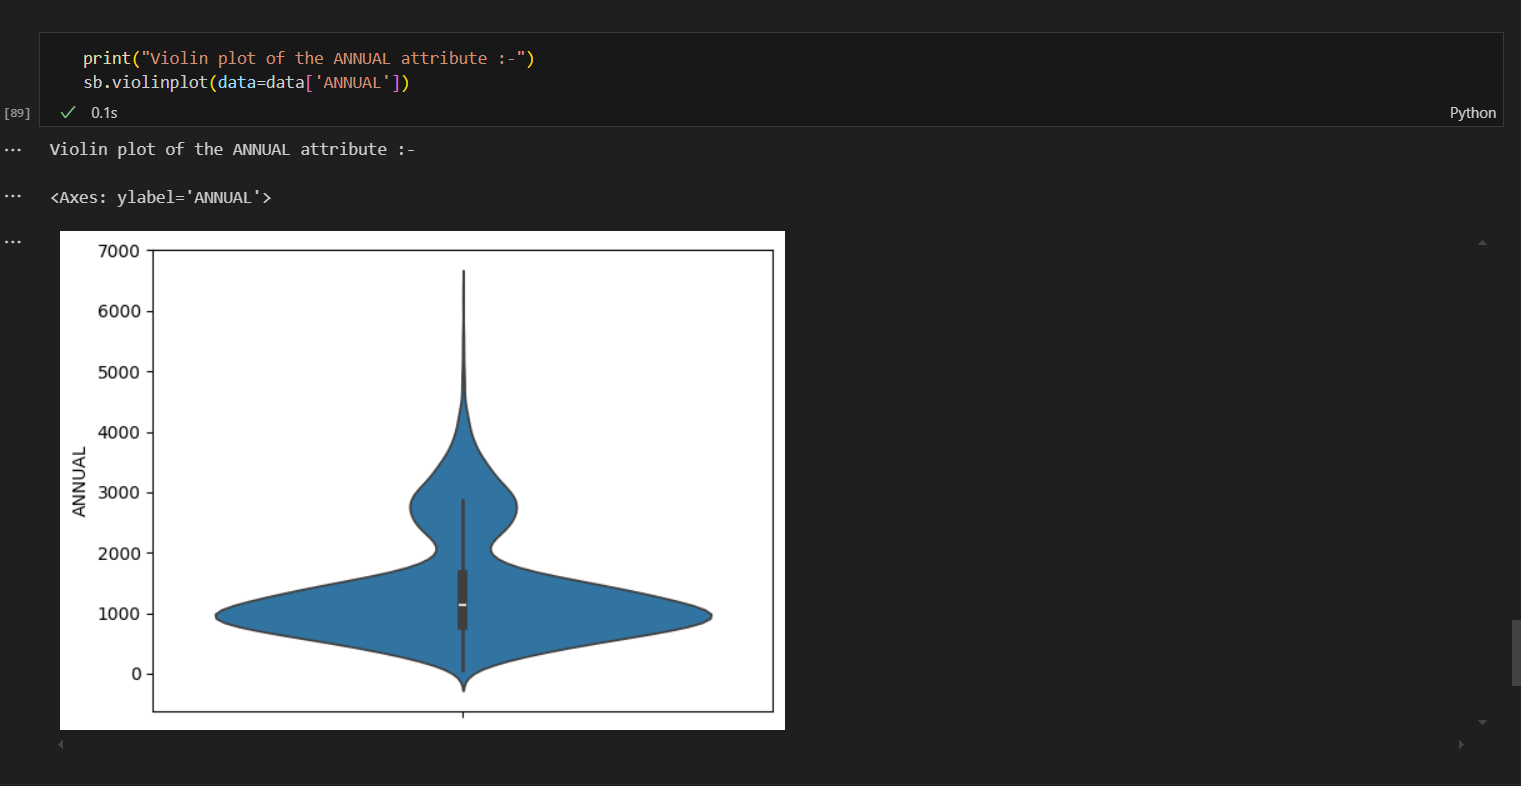 print("Violin plot of the ANNUAL attribute :-")
sb.violinplot(data=data['ANNUAL'])
[89]
0.1s
Python
Violin plot of the ANNUAL attribute :-
<Axes: ylabel='ANNUAL'>
7000
6000
5000
4000
3000
2000
1000
0
ANNUAL